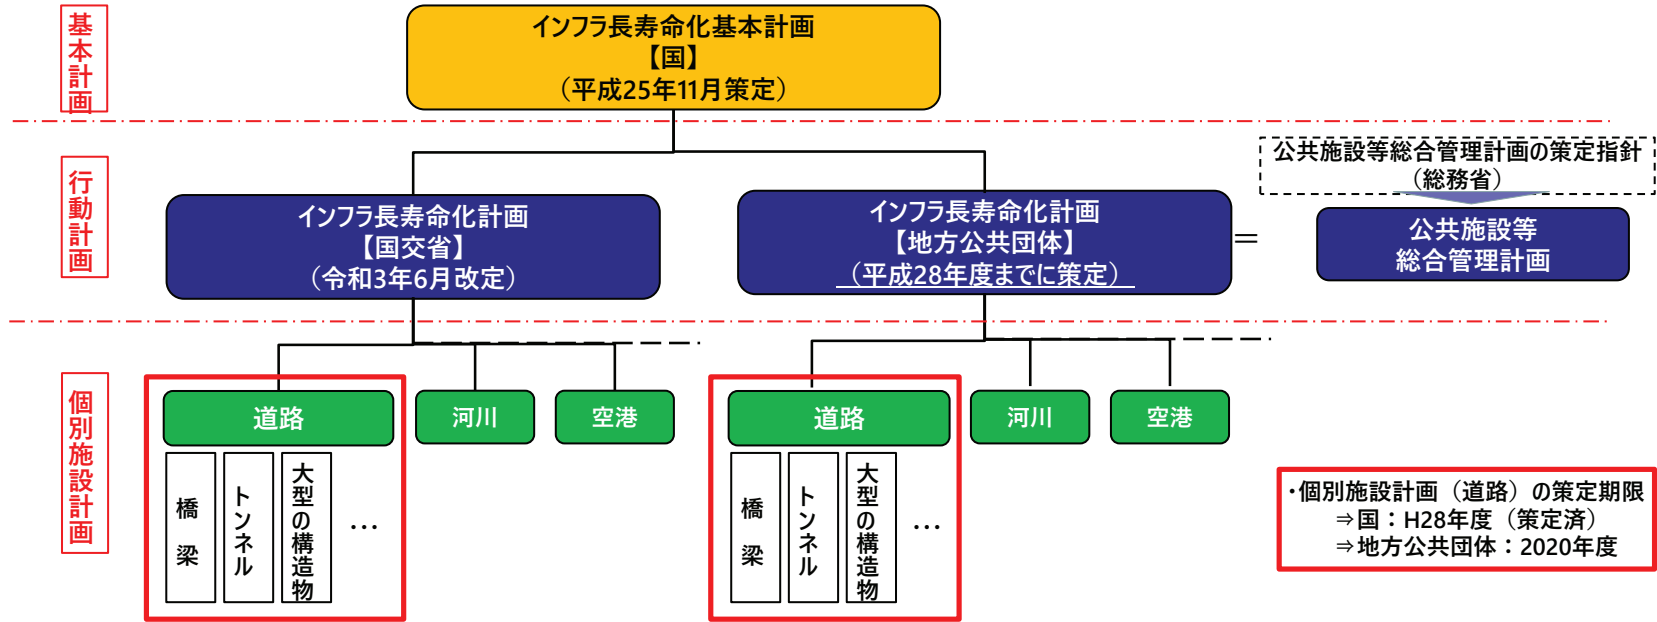 基本計画
インフラ長寿命化基本計画
【国】
（平成25年11月策定）
行動計画
インフラ長寿命化計画
【国交省】
（令和3年6月改定）
インフラ長寿命化計画
【地方公共団体】
（平成28年度までに策定）
＝
公共施設等総合管理計画の策定指針
（総務省）
公共施設等
総合管理計画
個別施設計画
道路
河川
空港
橋梁
トンネル
大型の構造物
…
道路
河川
空港
橋梁
トンネル
大型の構造物
…
・個別施設計画（道路）の策定期限
⇒国：H28年度（策定済）
⇒地方公共団体：2020年度